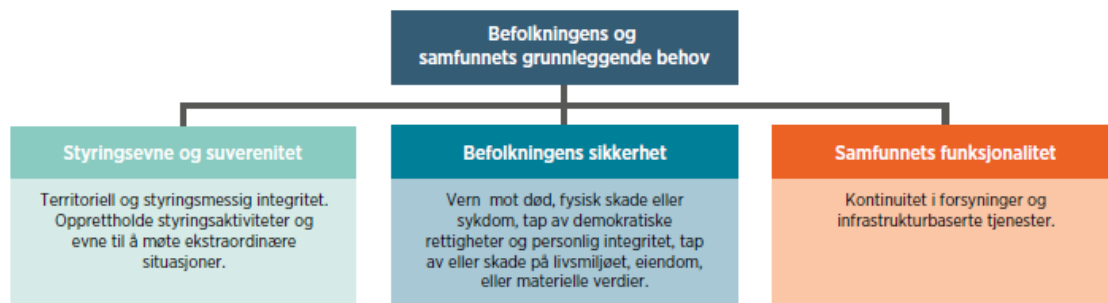 Befolkningens og
samfunnets grunnleggende behov
Styringsevne og suverenitet
Territoriell og styringsmessig integritet.
Opprettholde styringsaktiviteter og
evne til å møte ekstraordinære
situasjoner.
Befolkningens sikkerhet
Vern mot død, fysisk skade eller
sykdom, tap av demokratiske
rettigheter og personlig integritet, tap
av eller skade på livsmiljøet, eiendom,
eller materielle verdier.
Samfunnets funksjonalitet
Kontinuitet i forsyninger og
infrastrukturbaserte tjenester.